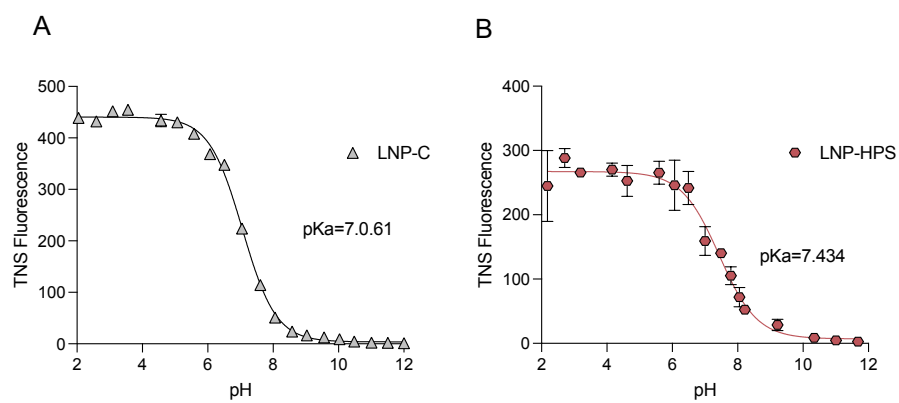 A
500
400
300
200
100
0
TNS Fluorescence
LNP-C
pKa=7.0.61
2 4 6 8 10 12
pH
B
400
300
200
100
0
TNS Fluorescence
LNP-HPS
pKa=7.434
2 4 6 8 10 12
pH